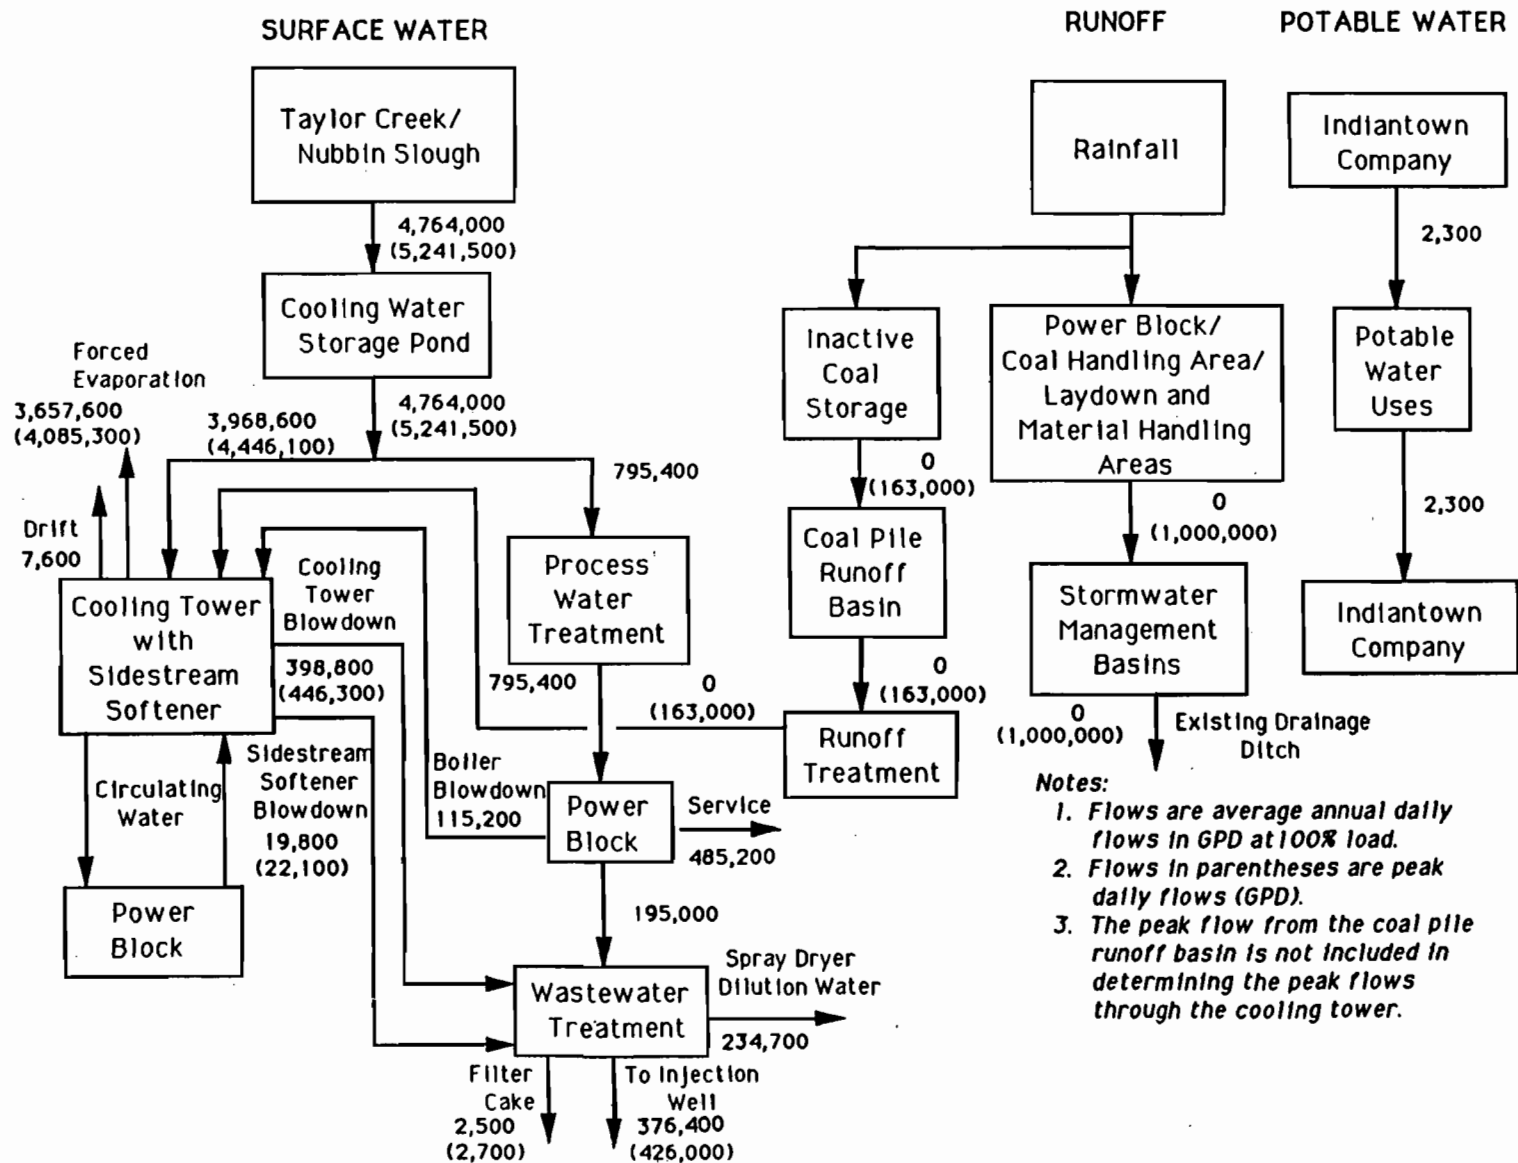 SURFACE WATER
RUNOFF
POTABLE WATER
Taylor Creek/
Nubbin Slough
4,764,000
(5,241,500)
Cooling Water
Storage Pond
4,764,000
(5,241,500)
Forced
Evaporation
3,657,600
(4,085,300)
3,968,600
(4,446,100)
795,400
Drift
7,600
Cooling Tower
with
Sidestream
Softener
Cooling
Tower
Blowdown
398,800
(446,300)
Process
Water
Treatment
795,400
Circulating
Water
Power
Block
Sidestream
Softener
Blowdown
19,800
(22,100)
Boiler
Blowdown
115,200
Power
Block
Service
485,200
195,000
Wastewater
Treatment
Spray Dryer
Dilution Water
234,700
Filter
Cake
2,500
(2,700)
To Injection
Well
376,400
(426,000)
Rainfall
Inactive
Coal
Storage
0
(163,000)
Coal Pile
Runoff
Basin
0
(163,000)
Runoff
Treatment
0
(163,000)
Power Block/
Coal Handling Area/
Laydown and
Material Handling
Areas
0
(1,000,000)
Stormwater
Management
Basins
0
(1,000,000)
Existing Drainage
Ditch
Indiantown
Company
2,300
Potable
Water
Uses
2,300
Indiantown
Company
Notes:
1. Flows are average annual daily
flows in GPD at 100% load.
2. Flows in parentheses are peak
daily flows (GPD).
3. The peak flow from the coal pile
runoff basin is not included in
determining the peak flows
through the cooling tower.